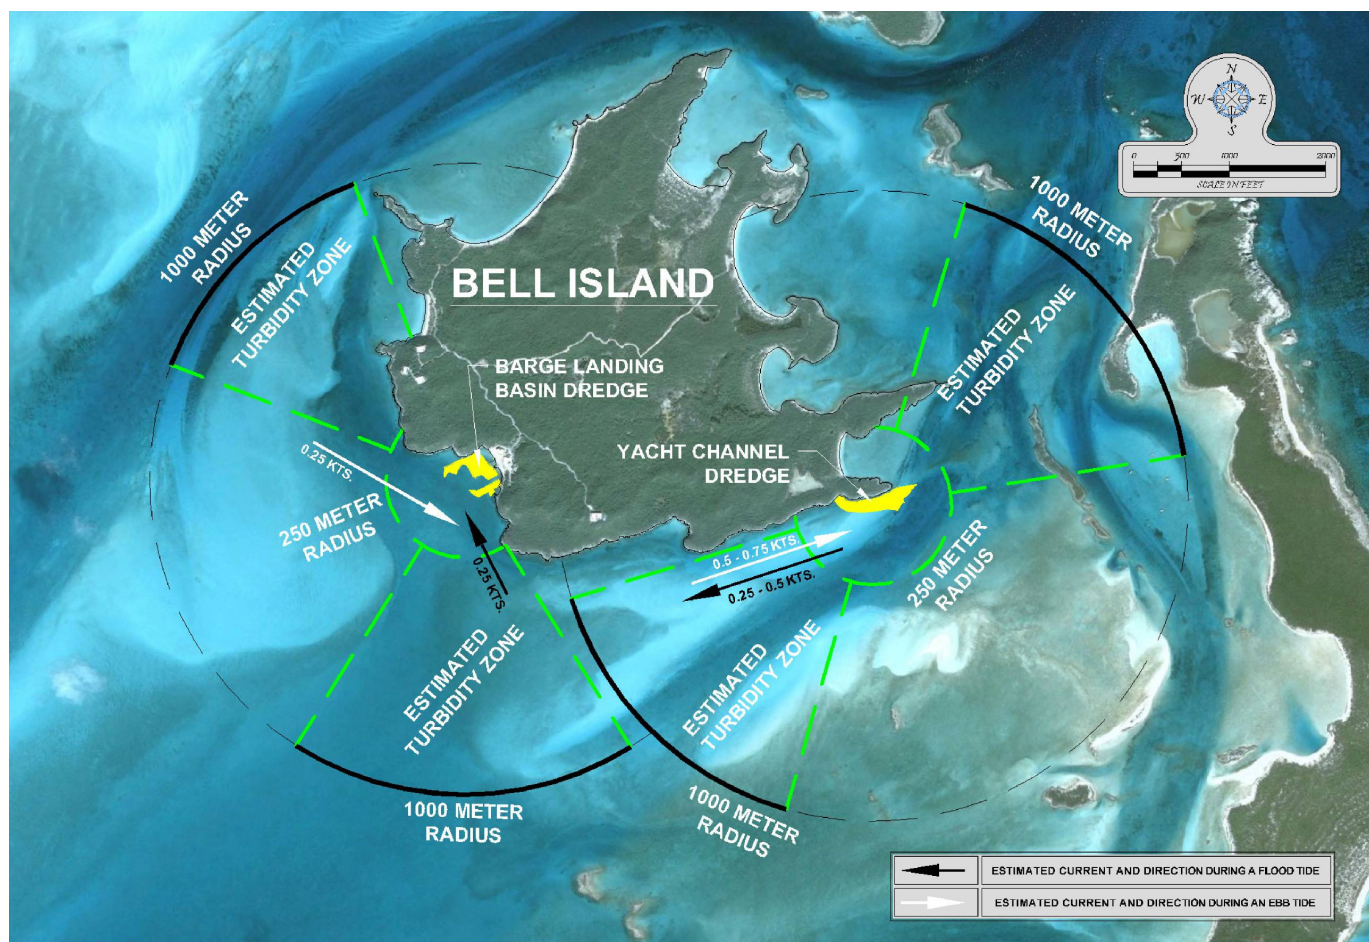 N
W E
S
0 500 1000 2000
SCALE IN FEET
1000 METER
RADIUS
ESTIMATED
TURBIDITY ZONE
1000 METER
RADIUS
ESTIMATED
TURBIDITY ZONE
BELL ISLAND
BARGE LANDING
BASIN DREDGE
YACHT CHANNEL
DREDGE
0.25 KTS.
250 METER
RADIUS
0.25 KTS.
0.5 - 0.75 KTS.
0.25 - 0.5 KTS.
250 METER
RADIUS
ESTIMATED
TURBIDITY ZONE
ESTIMATED
TURBIDITY ZONE
1000 METER
RADIUS
1000 METER
RADIUS
ESTIMATED CURRENT AND DIRECTION DURING A FLOOD TIDE
ESTIMATED CURRENT AND DIRECTION DURING AN EBB TIDE